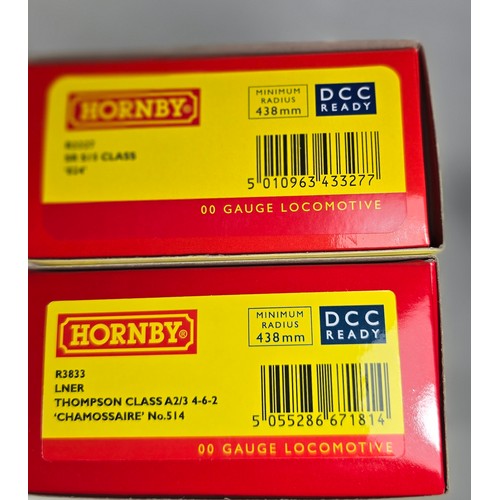 HORNBY®
MINIMUM
RADIUS
438mm
DCC
READY
CLASS
5 010963 433277
00 GAUGE LOCOMOTIVE
HORNBY®
MINIMUM
RADIUS
438mm
DCC
READY
R3833
LNER
THOMPSON CLASS A2/3 4-6-2
'CHAMOSSAIRE' No.514
5 055286 671814
00 GAUGE LOCOMOTIVE